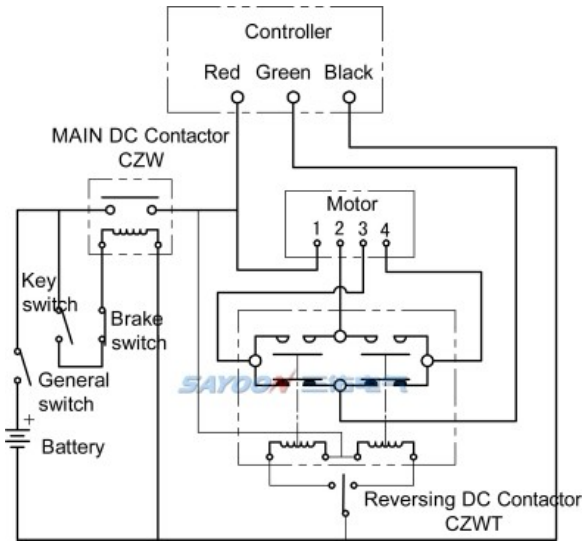 Controller
Red Green Black
MAIN DC Contactor
CZW
Motor
1 2 3 4
Key
switch
Brake
switch
General
switch
SAYOON
+
Battery
Reversing DC Contactor
CZWT